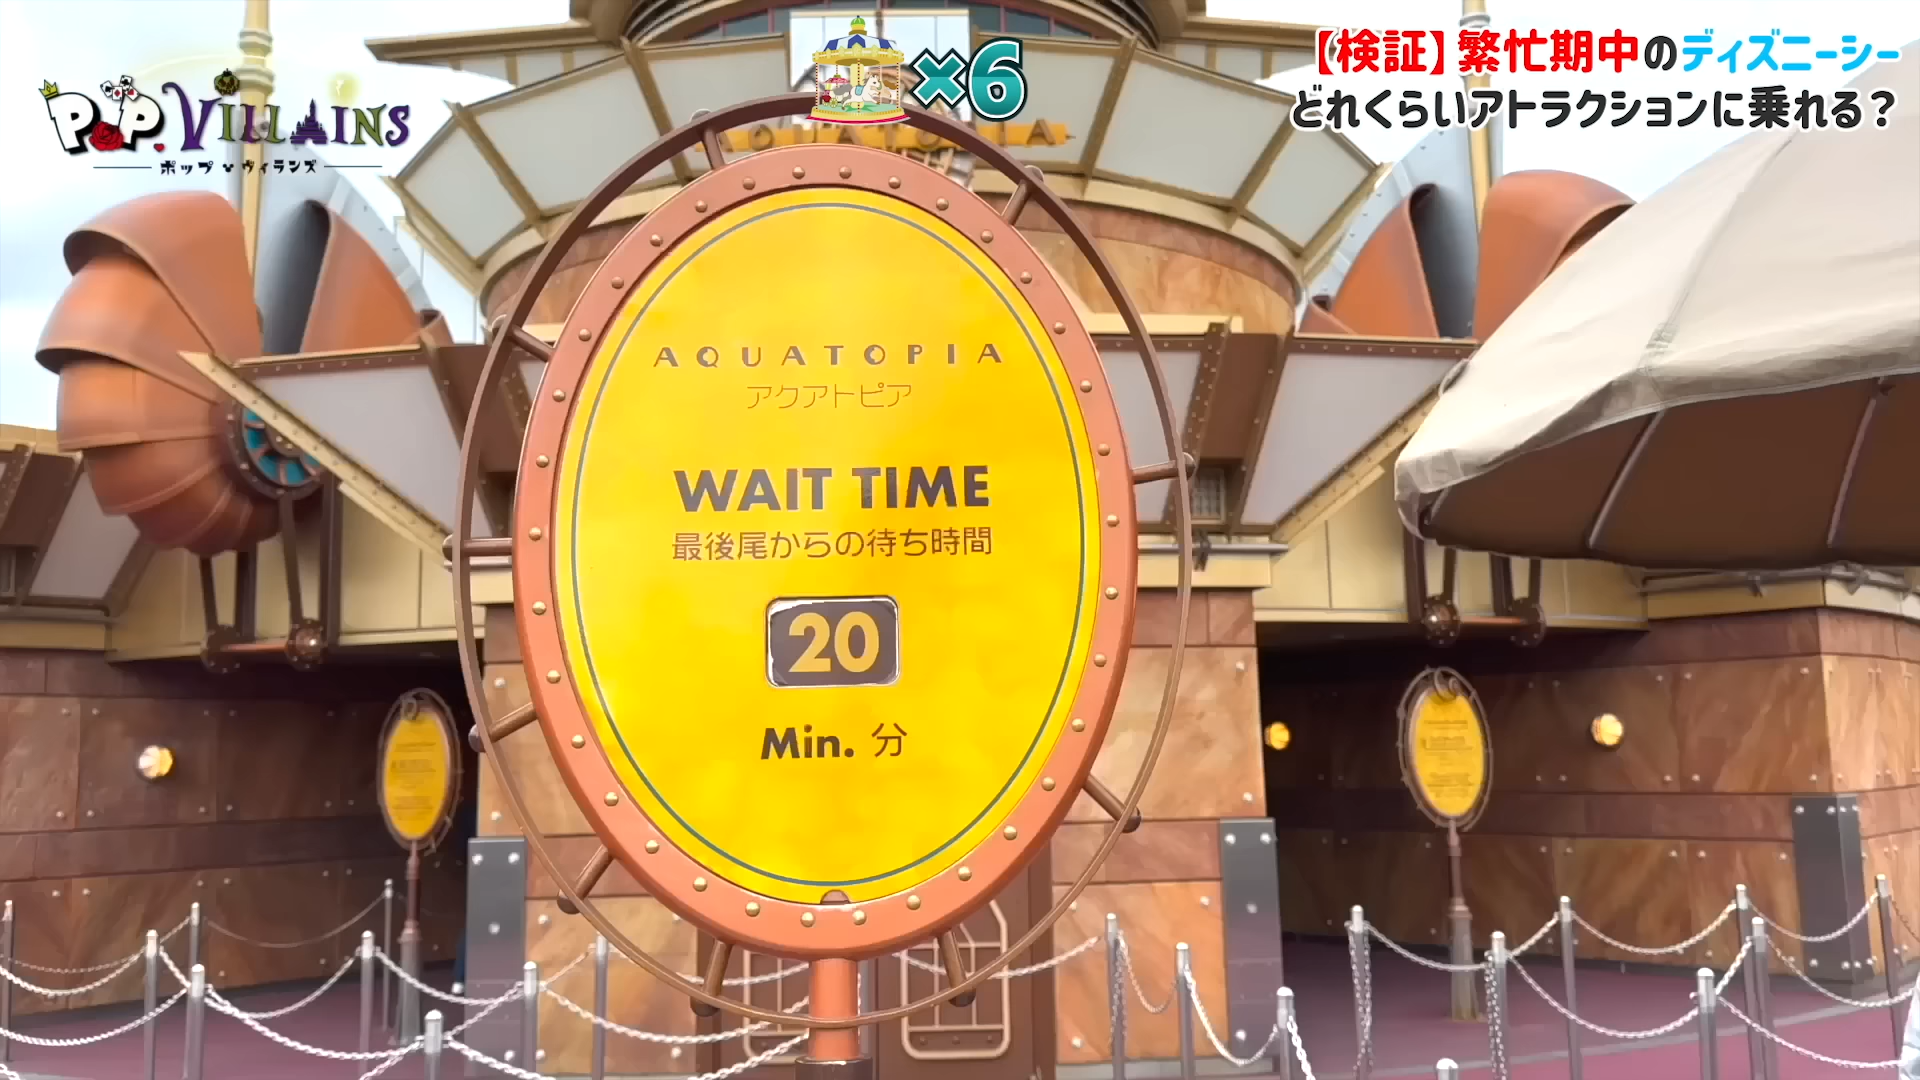 POP. VILLAINS
ポップ♥ヴィランズ
×6
【検証】繁忙期中のディズニーシー
どれくらいアトラクションに乗れる？
AQUATOPIA
AQUATOPIA
アクアトピア
WAIT TIME
最後尾からの待ち時間
20
Min. 分